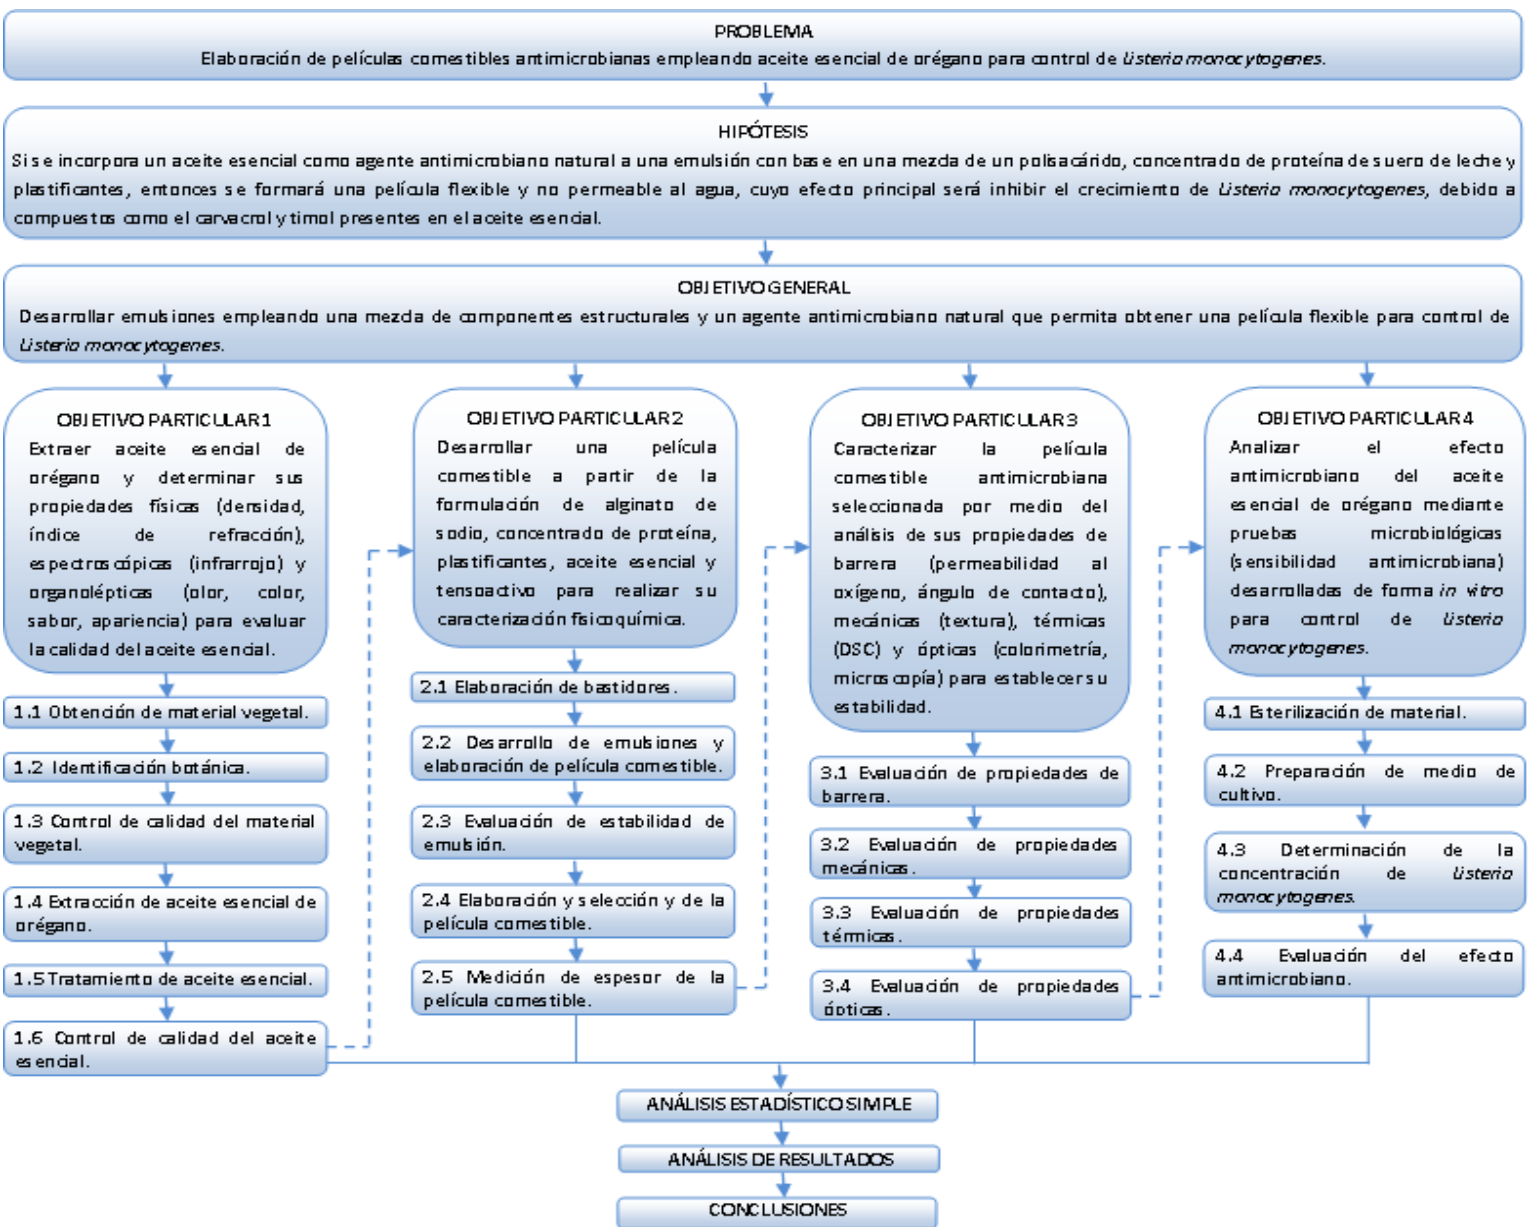 PROBLEMA
Elaboración de películas comestibles antimicrobianas empleando aceite esencial de orégano para control de Listeria monocytogenes.
HIPÓTESIS
Si se incorpora un aceite esencial como agente antimicrobiano natural a una emulsión con base en una mezcla de un polisacárido, concentrado de proteína de suero de leche y
plastificantes, entonces se formará una película flexible y no permeable al agua, cuyo efecto principal será inhibir el crecimiento de Listeria monocytogenes, debido a
compuestos como el carvacrol y timol presentes en el aceite esencial.
OBJETIVO GENERAL
Desarrollar emulsiones empleando una mezcla de componentes estructurales y un agente antimicrobiano natural que permita obtener una película flexible para control de
Listeria monocytogenes.
OBJETIVO PARTICULAR 1
Extraer aceite esencial de
orégano y determinar sus
propiedades físicas (densidad,
índice de refracción),
espectroscópicas (infrarrojo) y
organolépticas (olor, color,
sabor, apariencia) para evaluar
la calidad del aceite esencial.
1.1 Obtención de material vegetal.
1.2 Identificación botánica.
1.3 Control de calidad del material
vegetal.
1.4 Extracción de aceite esencial de
orégano.
1.5 Tratamiento de aceite esencial.
1.6 Control de calidad del aceite
esencial.
OBJETIVO PARTICULAR 2
Desarrollar una película
comestible a partir de la
formulación de alginato de
sodio, concentrado de proteína,
plastificantes, aceite esencial y
tensoactivo para realizar su
caracterización fisicoquímica.
2.1 Elaboración de bastidores.
2.2 Desarrollo de emulsiones y
elaboración de película comestible.
2.3 Evaluación de estabilidad de
emulsión.
2.4 Elaboración y selección y de la
película comestible.
2.5 Medición de espesor de la
película comestible.
OBJETIVO PARTICULAR 3
Caracterizar la película
comestible antimicrobiana
seleccionada por medio del
análisis de sus propiedades de
barrera (permeabilidad al
oxígeno, ángulo de contacto),
mecánicas (textura), térmicas
(DSC) y ópticas (colorimetría,
microscopía) para establecer su
estabilidad.
3.1 Evaluación de propiedades de
barrera.
3.2 Evaluación de propiedades
mecánicas.
3.3 Evaluación de propiedades
térmicas.
3.4 Evaluación de propiedades
ópticas.
OBJETIVO PARTICULAR 4
Analizar el efecto
antimicrobiano del aceite
esencial de orégano mediante
pruebas microbiológicas
(sensibilidad antimicrobiana)
desarrolladas de forma in vitro
para control de Listeria
monocytogenes.
4.1 Esterilización de material.
4.2 Preparación de medio de
cultivo.
4.3 Determinación de la
concentración de Listeria
monocytogenes.
4.4 Evaluación del efecto
antimicrobiano.
ANÁLISIS ESTADÍSTICO SIMPLE
ANÁLISIS DE RESULTADOS
CONCLUSIONES